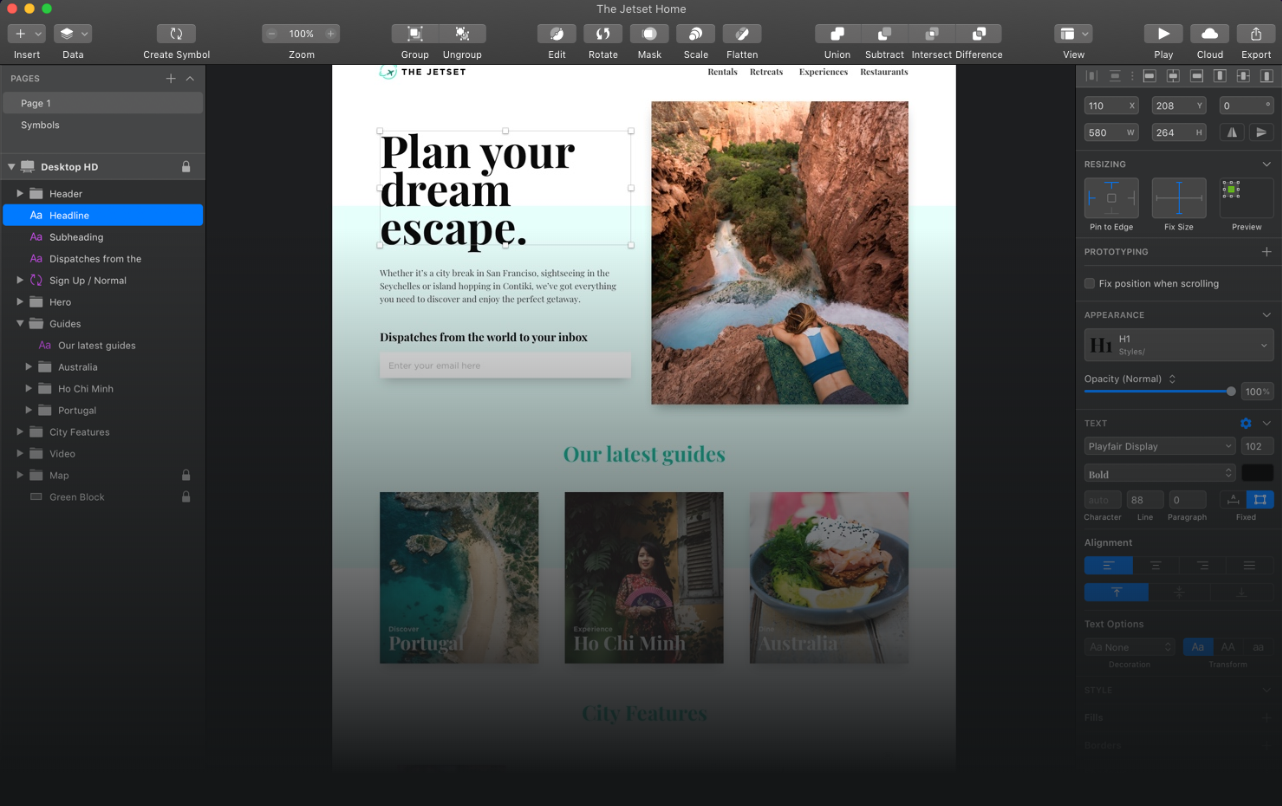 The Jetset Home
100%
Insert Data Create Symbol Zoom Group Ungroup Edit Rotate Mask Scale Flatten Union Subtract Intersect Difference View Play Cloud Export
PAGES
Page 1
Symbols
Desktop HD
Header
Aa Headline
Aa Subheading
Aa Dispatches from the
Sign Up / Normal
Hero
Guides
Aa Our latest guides
Australia
Ho Chi Minh
Portugal
City Features
Video
Map
Green Block
THE JETSET
Rentals Retreats Experiences Restaurants
Plan your
dream
escape.
Whether it's a city break in San Franciso, sightseeing in the
Seychelles or island hopping in Contiki, we've got everything
you need to discover and enjoy the perfect getaway.
Dispatches from the world to your inbox
Enter your email here
Our latest guides
Discover
Portugal
Experience
Ho Chi Minh
Australia
City Features
110 X 208 Y 0 °
580 W 264 H
RESIZING
Pin to Edge Fix Size Preview
PROTOTYPING
Fix position when scrolling
APPEARANCE
H1 H1
Styles/
Opacity (Normal)
100%
TEXT
Playfair Display 102
Bold
auto 88 0
Character Line Paragraph Fixed
Alignment
Text Options
Aa None Aa AA aa
Decoration Transform
STYLE
Fills
Borders